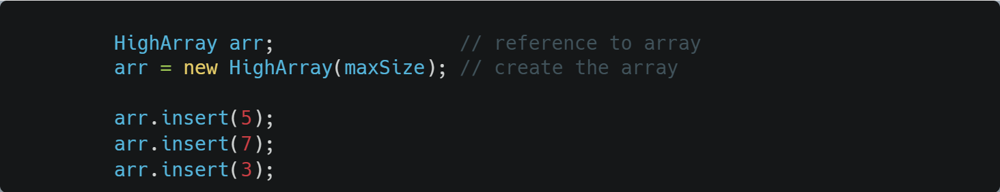 HighArray arr; // reference to array
arr = new HighArray(maxSize); // create the array
arr.insert(5);
arr.insert(7);
arr.insert(3);